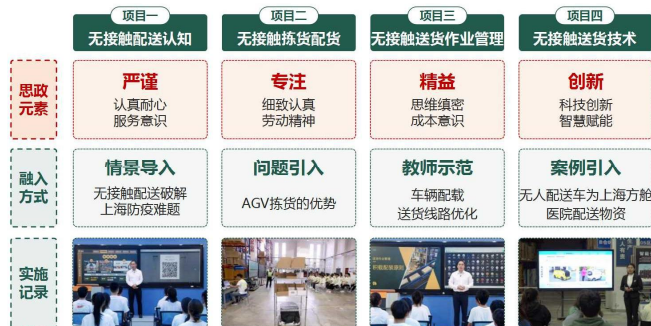 项目一
项目二
项目三
项目四
无接触配送认知
无接触拣货配货
无接触送货作业管理
无接触送货技术
思政
元素
严谨
认真耐心
服务意识
专注
细致认真
劳动精神
精益
思维缜密
成本意识
创新
科技创新
智慧赋能
融入
方式
情景导入
无接触配送破解
上海防疫难题
问题引入
AGV拣货的优势
教师示范
车辆配载
送货线路优化
案例引入
无人配送车为上海方舱
医院配送物资
实施
记录